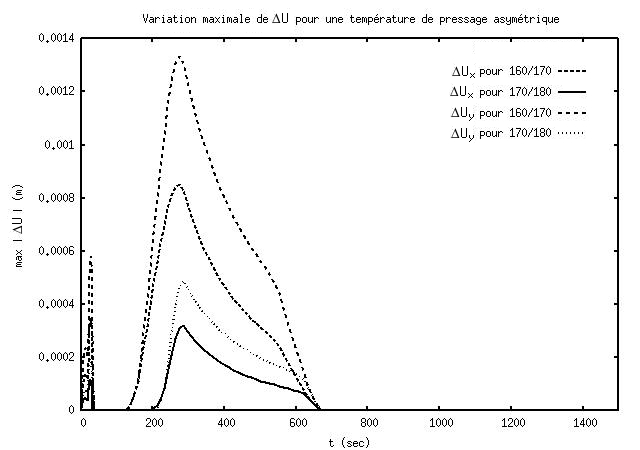 Variation maximale de ΔU pour une température de pressage asymétrique
0.0014
0.0012
0.001
0.0008
0.0006
0.0004
0.0002
0
max | ΔU | (m)
ΔUx pour 160/170
ΔUx pour 170/180
ΔUy pour 160/170
ΔUy pour 170/180
0 200 400 600 800 1000 1200 1400
t (sec)